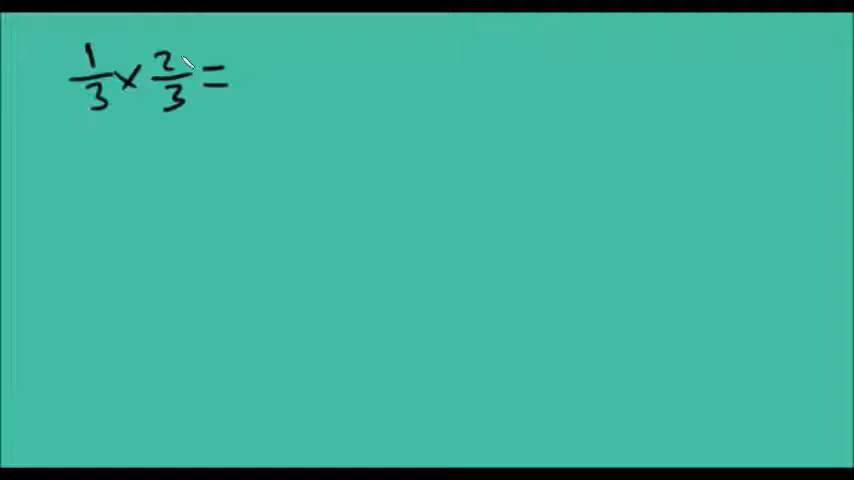 1/3 × 2/3 =